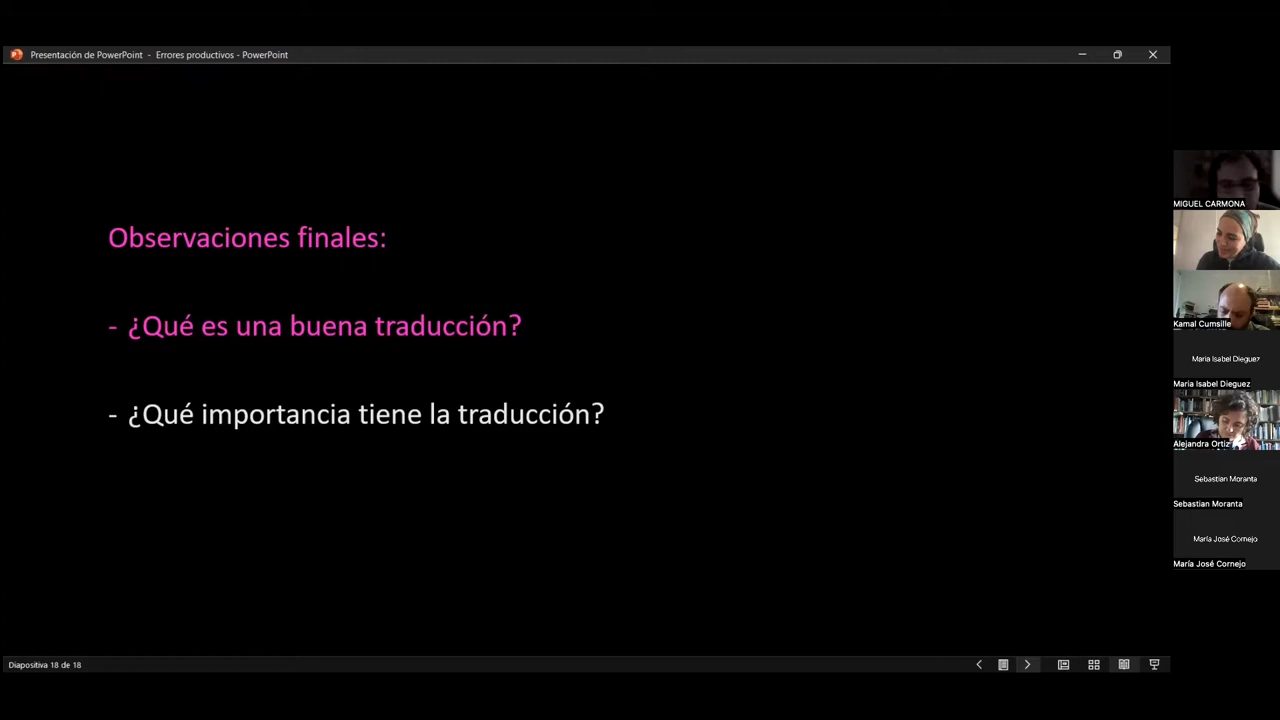 Presentación de PowerPoint - Errores productivos - PowerPoint
Observaciones finales:
- ¿Qué es una buena traducción?
- ¿Qué importancia tiene la traducción?
MIGUEL CARMONA
Kamal Cumsille
Maria Isabel Dieguez
Maria Isabel Dieguez
Alejandra Ortiz
Sebastian Moranta
Sebastian Moranta
María José Cornejo
María José Cornejo
Diapositiva 18 de 18